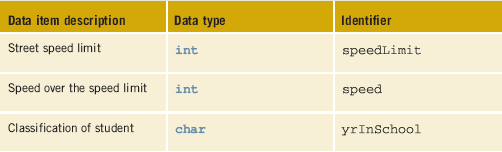 Data item description Data type Identifier
Street speed limit int speedLimit
Speed over the speed limit int speed
Classification of student char yrInSchool